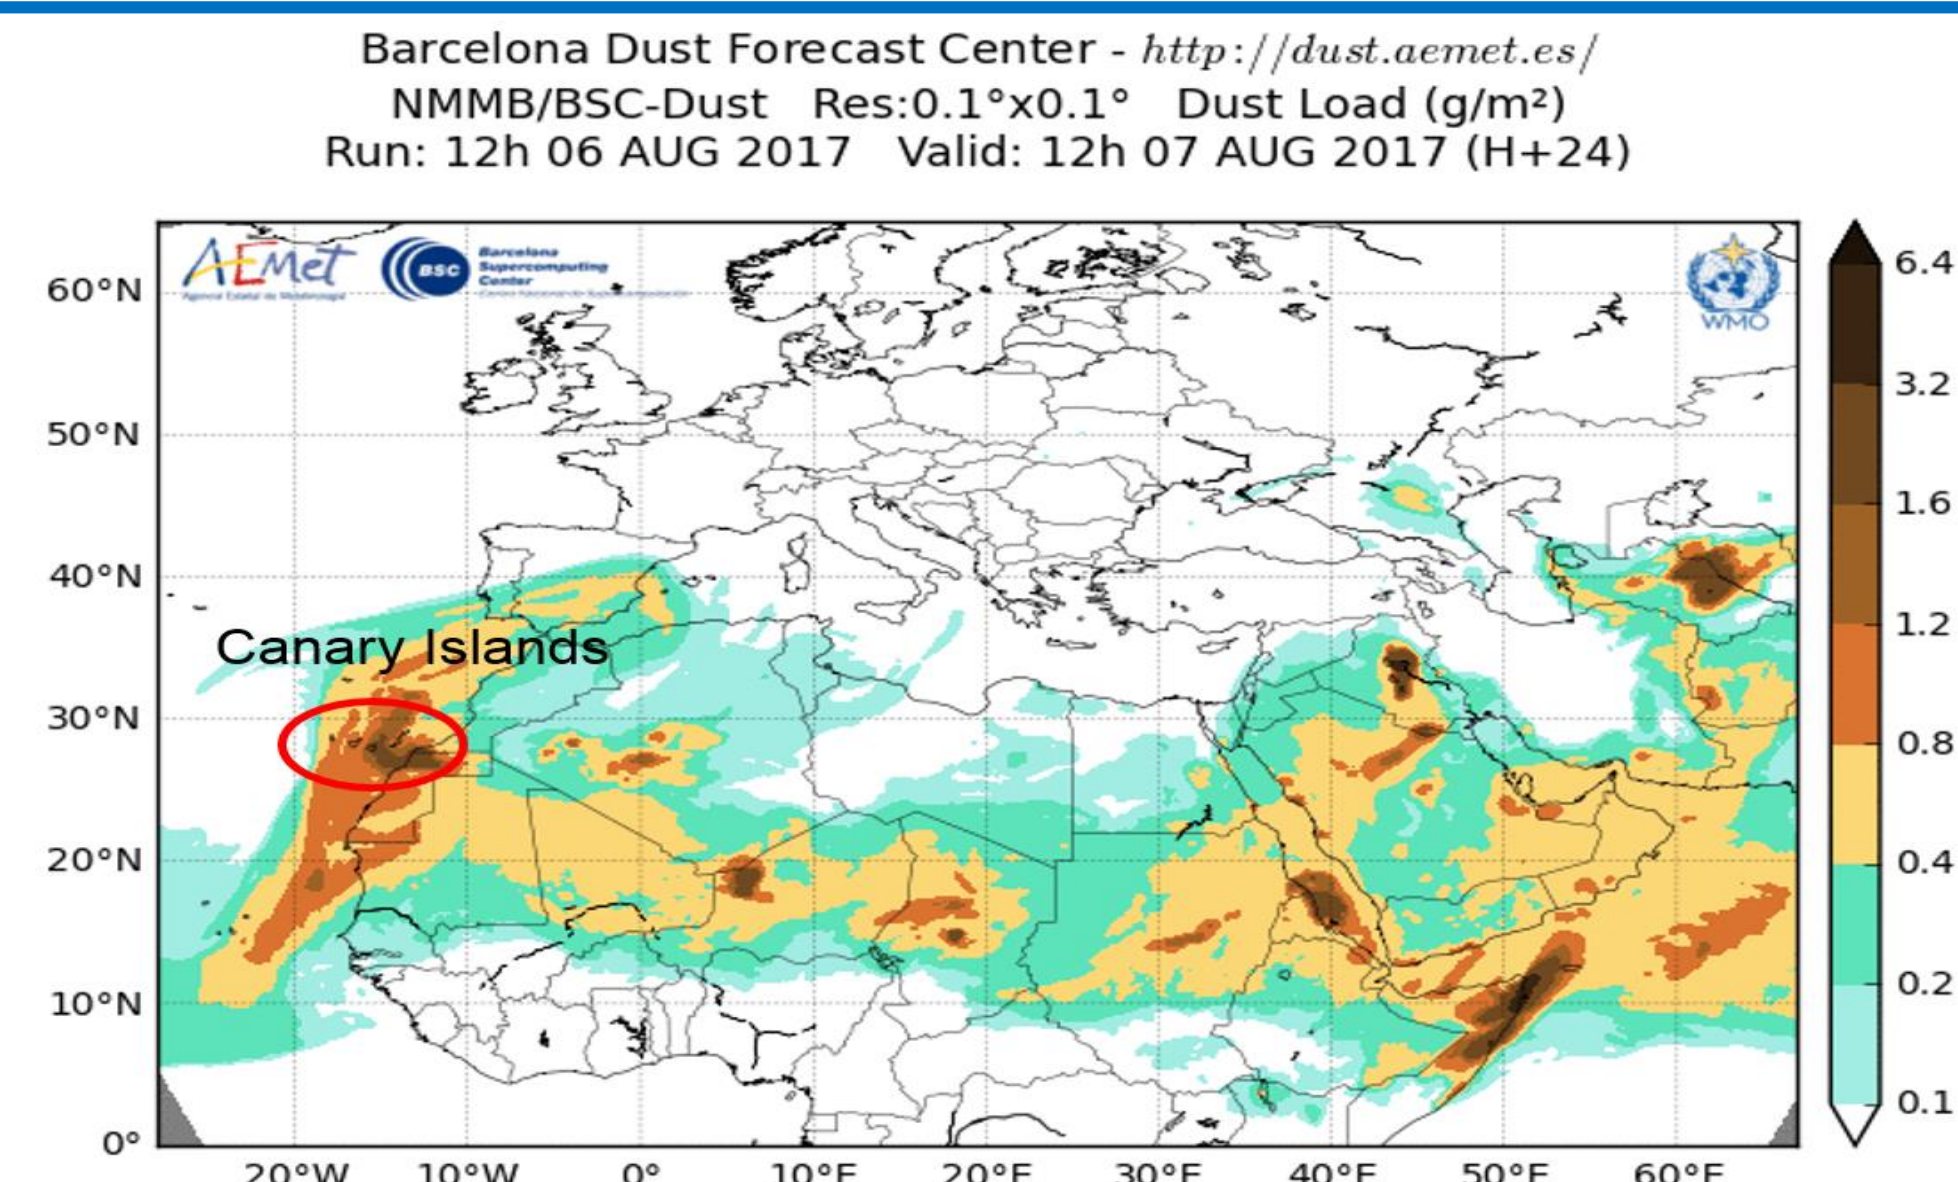 Barcelona Dust Forecast Center - http://dust.aemet.es/
NMMB/BSC-Dust Res:0.1°x0.1° Dust Load (g/m²)
Run: 12h 06 AUG 2017 Valid: 12h 07 AUG 2017 (H+24)
AEMet
BSC
Barcelona
Supercomputing
Center
WMO
Canary Islands
60°N
50°N
40°N
30°N
20°N
10°N
0°
20°W 10°W 0° 10°E 20°E 30°E 40°E 50°E 60°E
6.4
3.2
1.6
1.2
0.8
0.4
0.2
0.1